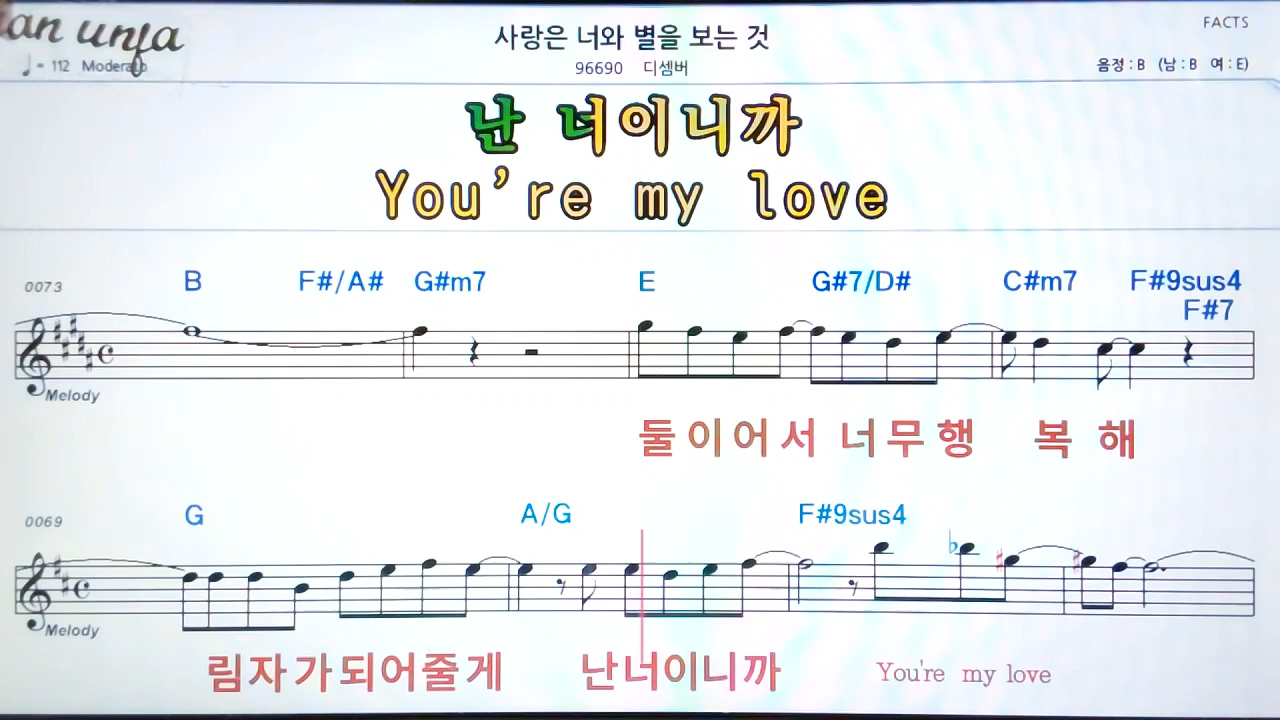 an unfa
사랑은 너와 별을 보는 것
FACTS
♩= 112 Moderato
96690 디셈버
음정 : B (남 : B 여 : E)
난 너이니까
You're my love
0073
B F#/A# G#m7 E G#7/D# C#m7 F#9sus4
F#7
Melody
둘이어서 너무행 복해
0069
G A/G F#9sus4
Melody
림자가되어줄게 난너이니까 You're my love